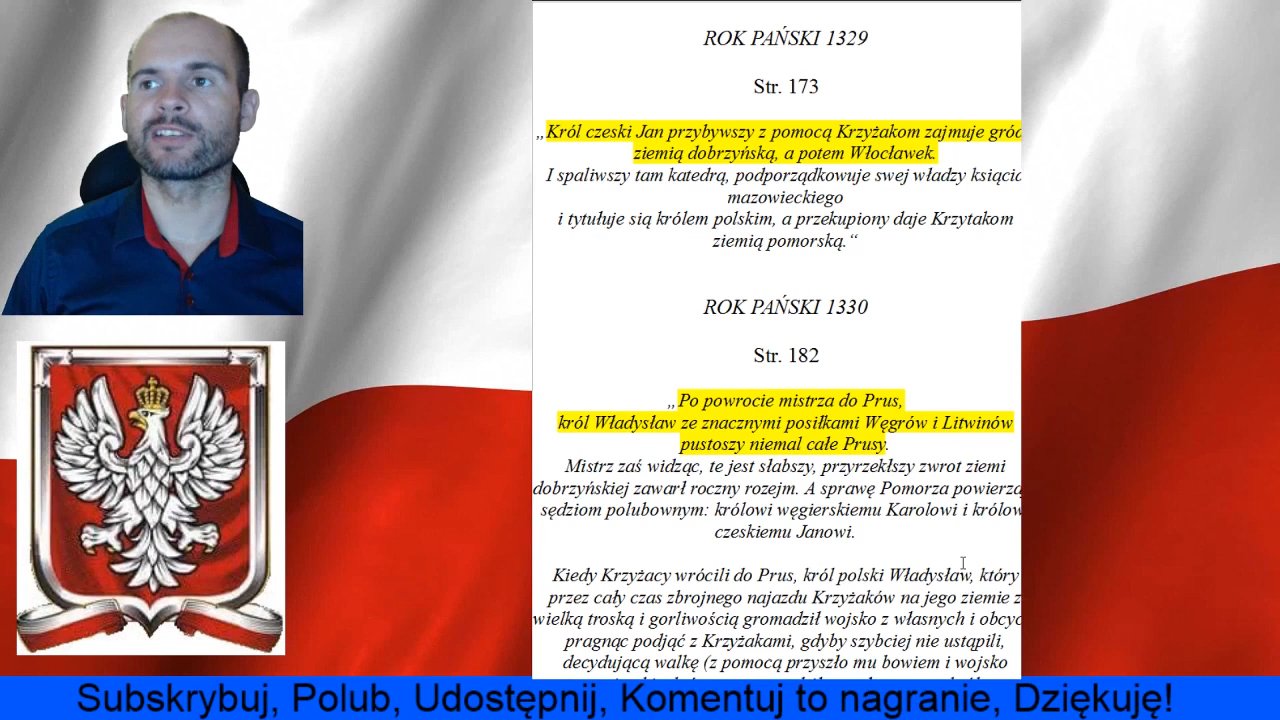 ROK PAŃSKI 1329
Str. 173
„Król czeski Jan przybywszy z pomocą Krzyżakom zajmuje gród
ziemią dobrzyńską, a potem Włocławek.
I spaliwszy tam katedrą, podporządkowuje swej władzy księcia
mazowieckiego
i tytułuje sią królem polskim, a przekupiony daje Krzytakom
ziemią pomorską.“
ROK PAŃSKI 1330
Str. 182
„Po powrocie mistrza do Prus,
król Władysław ze znacznymi posiłkami Węgrów i Litwinów
pustoszy niemal całe Prusy.
Mistrz zaś widząc, te jest słabszy, przyrzekłszy zwrot ziemi
dobrzyńskiej zawarł roczny rozejm. A sprawę Pomorza powierzą
sędziom polubownym: królowi węgierskiemu Karolowi i królow
czeskiemu Janowi.
Kiedy Krzyżacy wrócili do Prus, król polski Władysław, który
przez cały czas zbrojnego najazdu Krzyżaków na jego ziemie z
wielką troską i gorliwością gromadził wojsko z własnych i obcyc
pragnąc podjąć z Krzyżakami, gdyby szybciej nie ustąpili,
decydującą walkę (z pomocą przyszło mu bowiem i wojsko
Subskrybuj, Polub, Udostępnij, Komentuj to nagranie, Dziękuję!